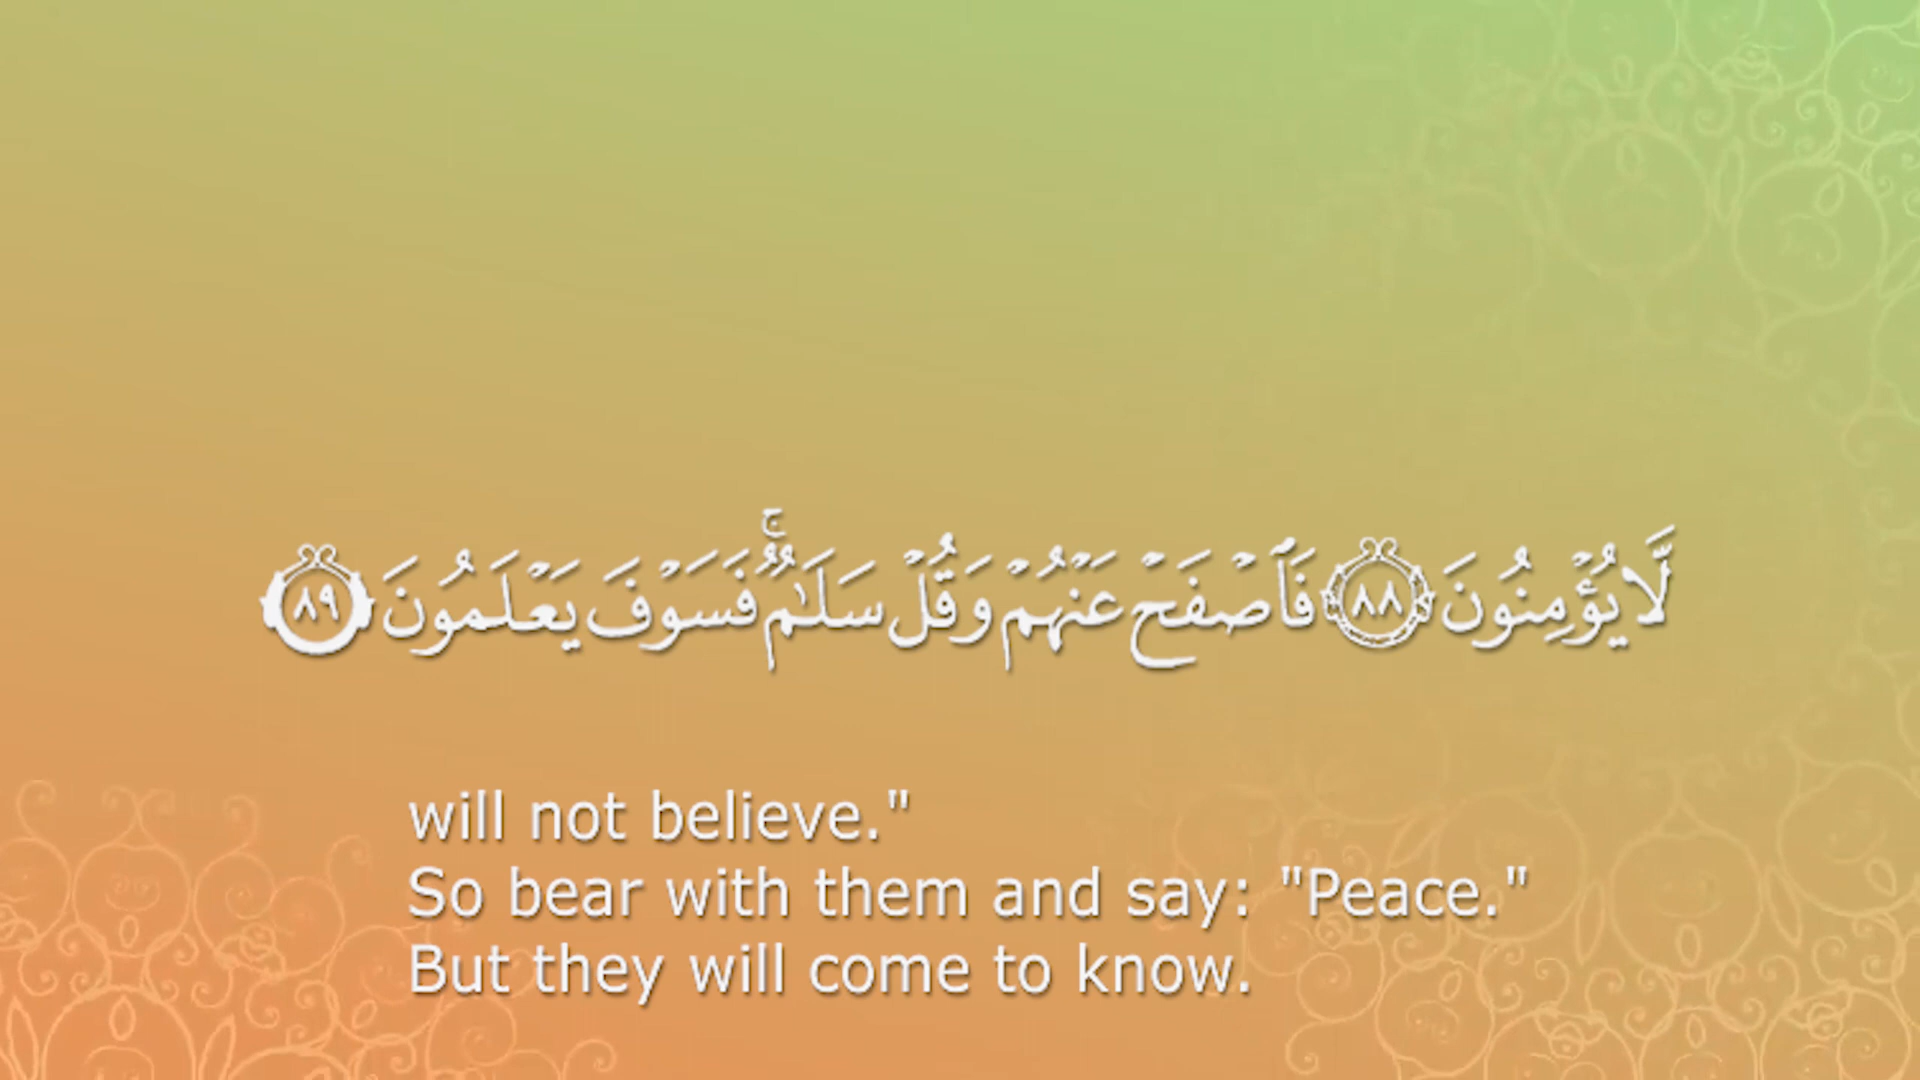 لَّا يُؤْمِنُونَ ٨٨ فَٱصْفَحْ عَنْهُمْ وَقُلْ سَلَـٰمٌ ۚ فَسَوْفَ يَعْلَمُونَ ٨٩
will not believe."
So bear with them and say: "Peace."
But they will come to know.